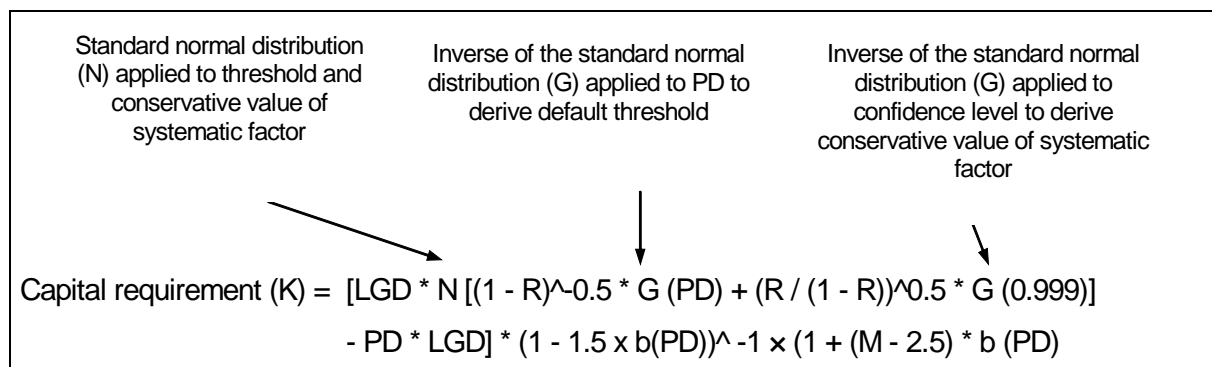 Standard normal distribution
(N) applied to threshold and
conservative value of
systematic factor
Inverse of the standard normal
distribution (G) applied to PD to
derive default threshold
Inverse of the standard normal
distribution (G) applied to
confidence level to derive
conservative value of systematic
factor
Capital requirement (K) = [LGD * N [(1 - R)^-0.5 * G (PD) + (R / (1 - R))^0.5 * G (0.999)]
- PD * LGD] * (1 - 1.5 x b(PD))^ -1 × (1 + (M - 2.5) * b (PD)